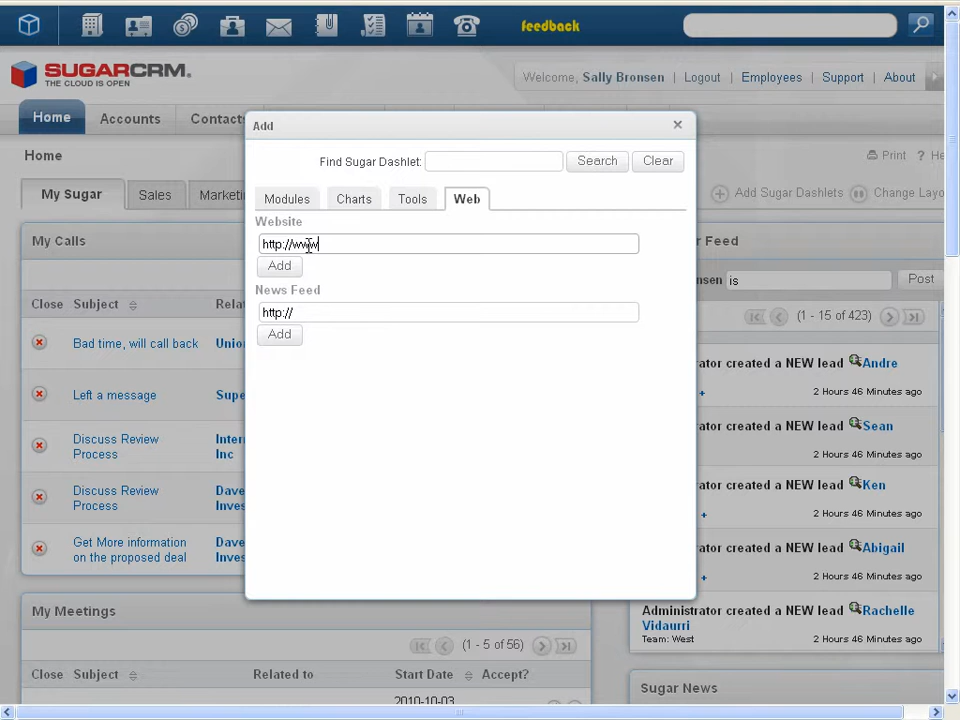 feedback
SUGARCRM.
THE CLOUD IS OPEN
Welcome, Sally Bronsen Logout Employees Support About
Home Accounts Contacts
Home
Print ? He
My Sugar Sales Marketin
Add Sugar Dashlets Change Layo
Add
Find Sugar Dashlet: Search Clear
Modules Charts Tools Web
Website
http://www
Add
News Feed
http://
Add
My Calls
Close Subject Rela
Bad time, will call back Union
Left a message Supe
Discuss Review Intern
Process Inc
Discuss Review Dave
Process Inves
Get More information Dave
on the proposed deal Inves
My Meetings
(1 - 5 of 56)
Close Subject Related to Start Date Accept?
2010-10-03
Feed
nsen is Post
(1 - 15 of 423)
ator created a NEW lead Andre
+ 2 Hours 46 Minutes ago
ator created a NEW lead Sean
2 Hours 46 Minutes ago
ator created a NEW lead Ken
+ 2 Hours 46 Minutes ago
ator created a NEW lead Abigail
+ 2 Hours 46 Minutes ago
Administrator created a NEW lead Rachelle
Vidaurri
Team: West 2 Hours 46 Minutes ago
Sugar News